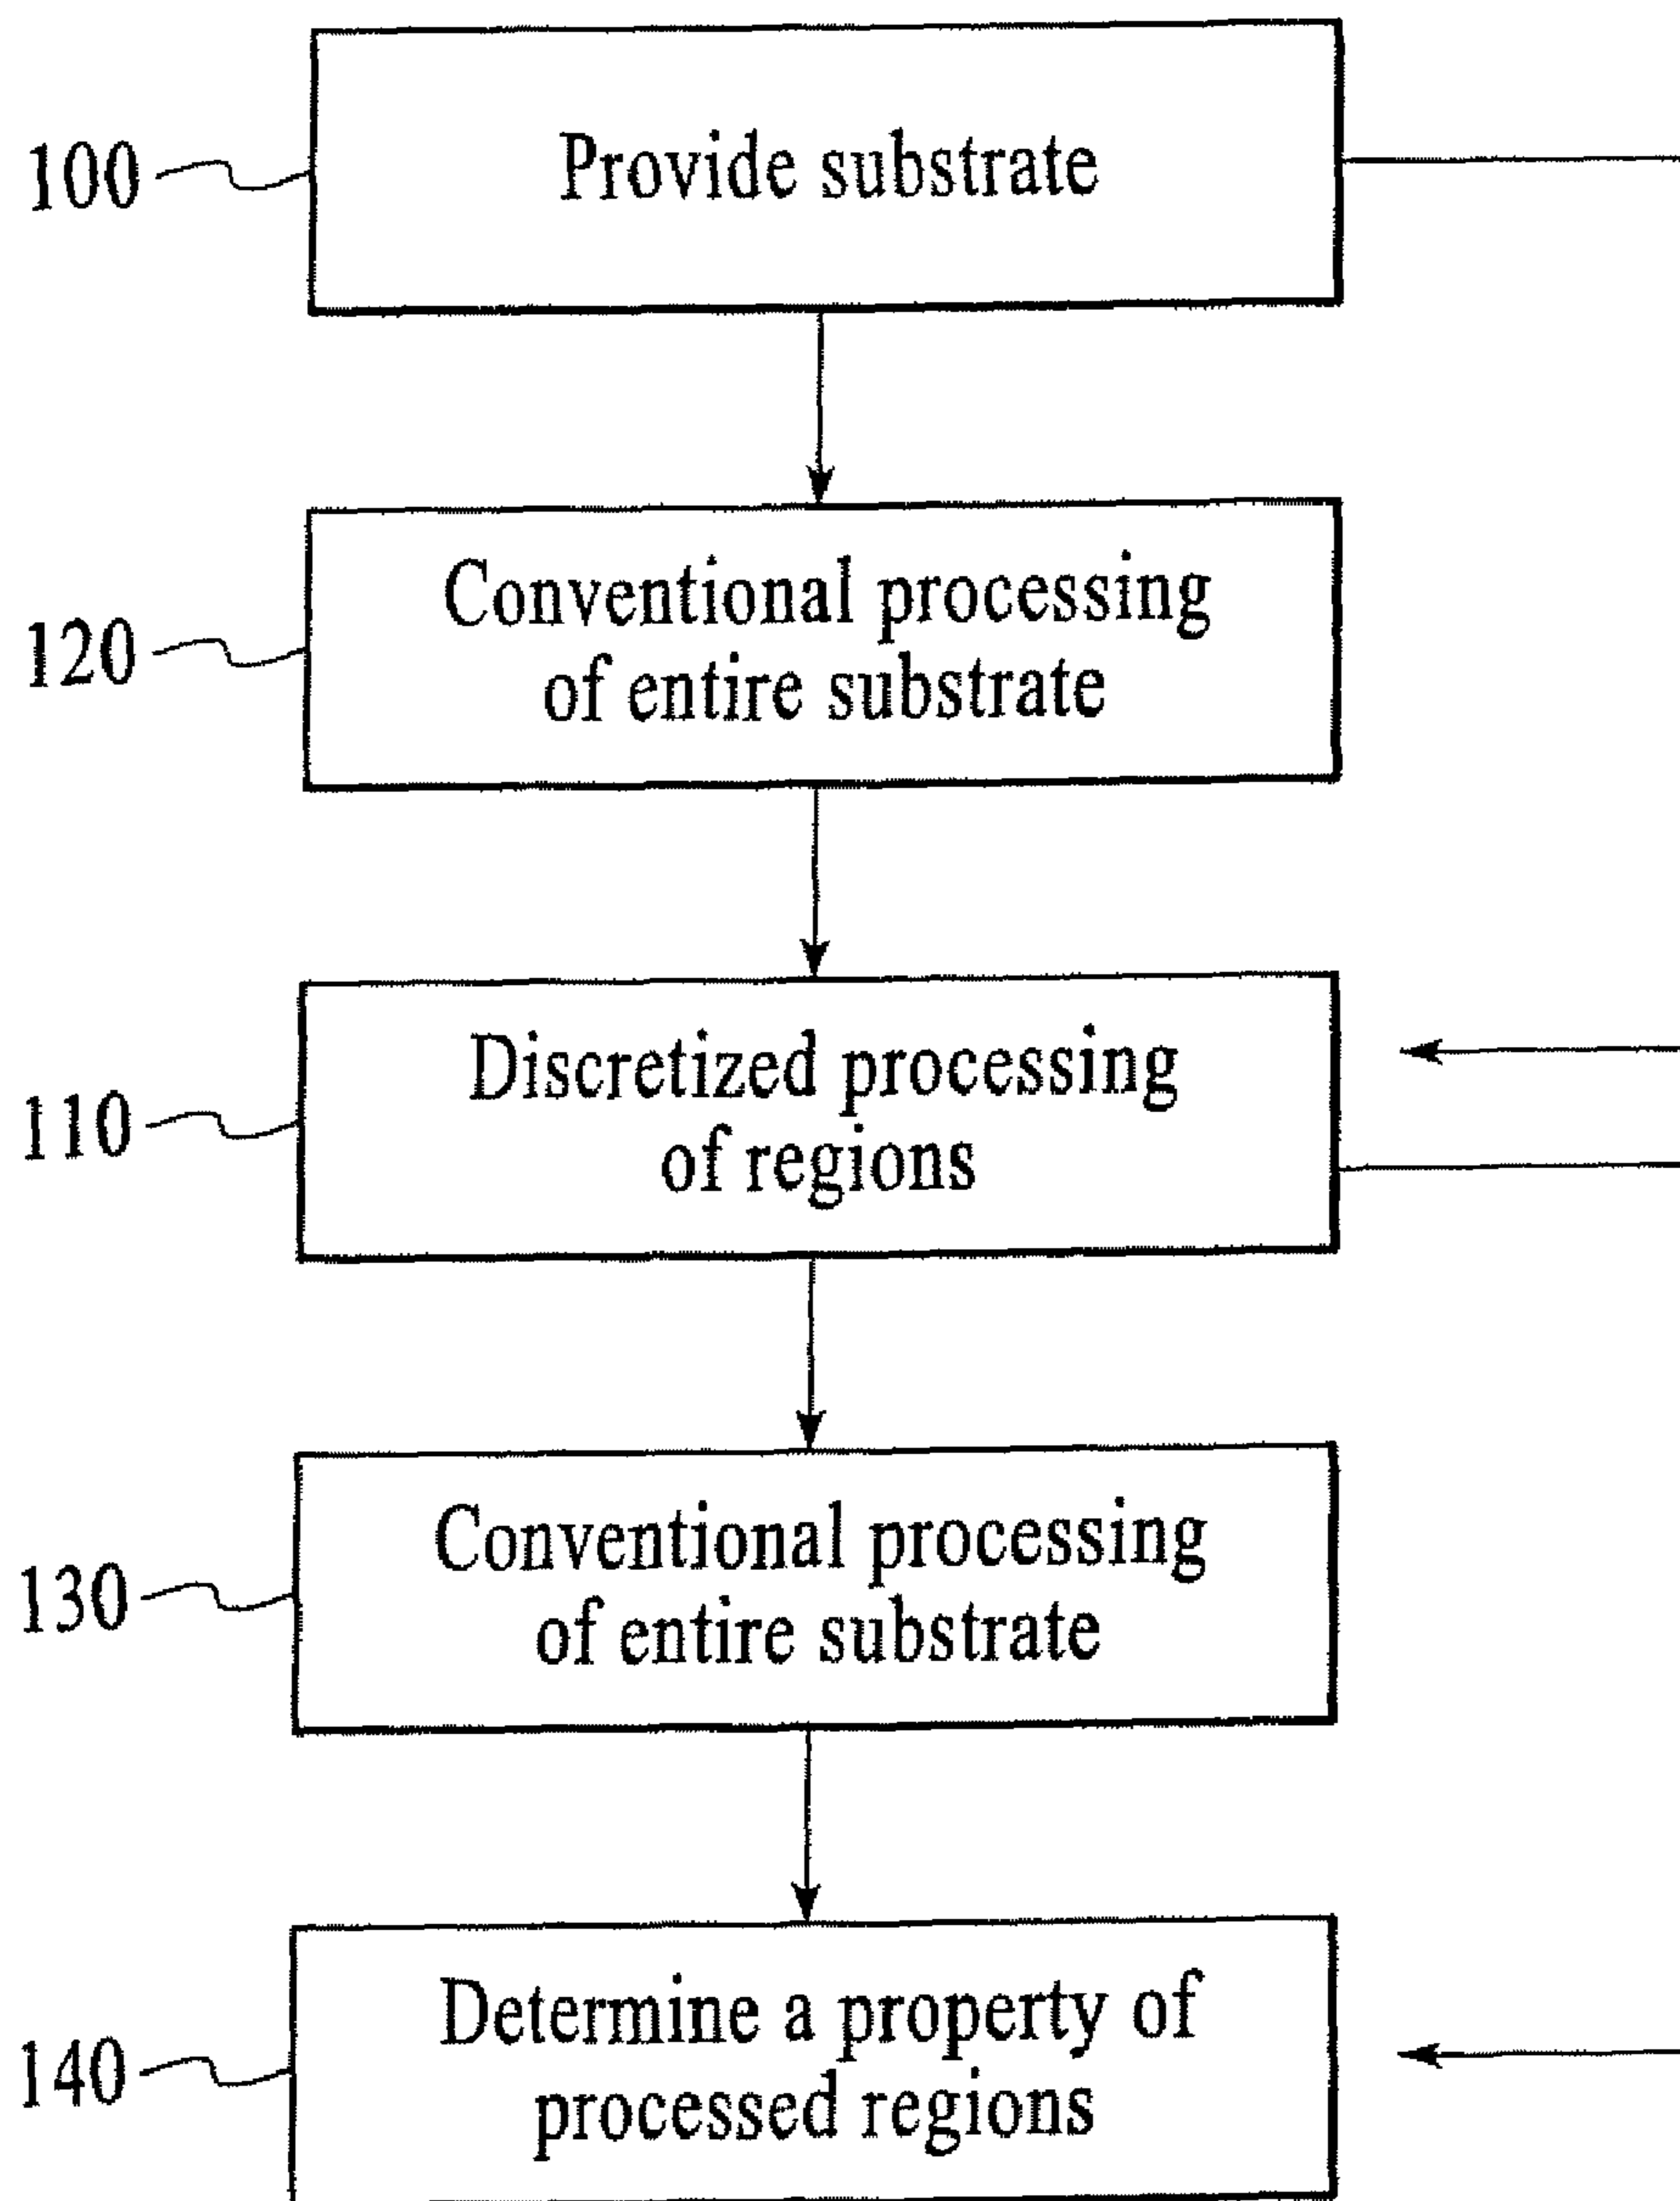 100
Provide substrate
120
Conventional processing
of entire substrate
110
Discretized processing
of regions
130
Conventional processing
of entire substrate
140
Determine a property of
processed regions